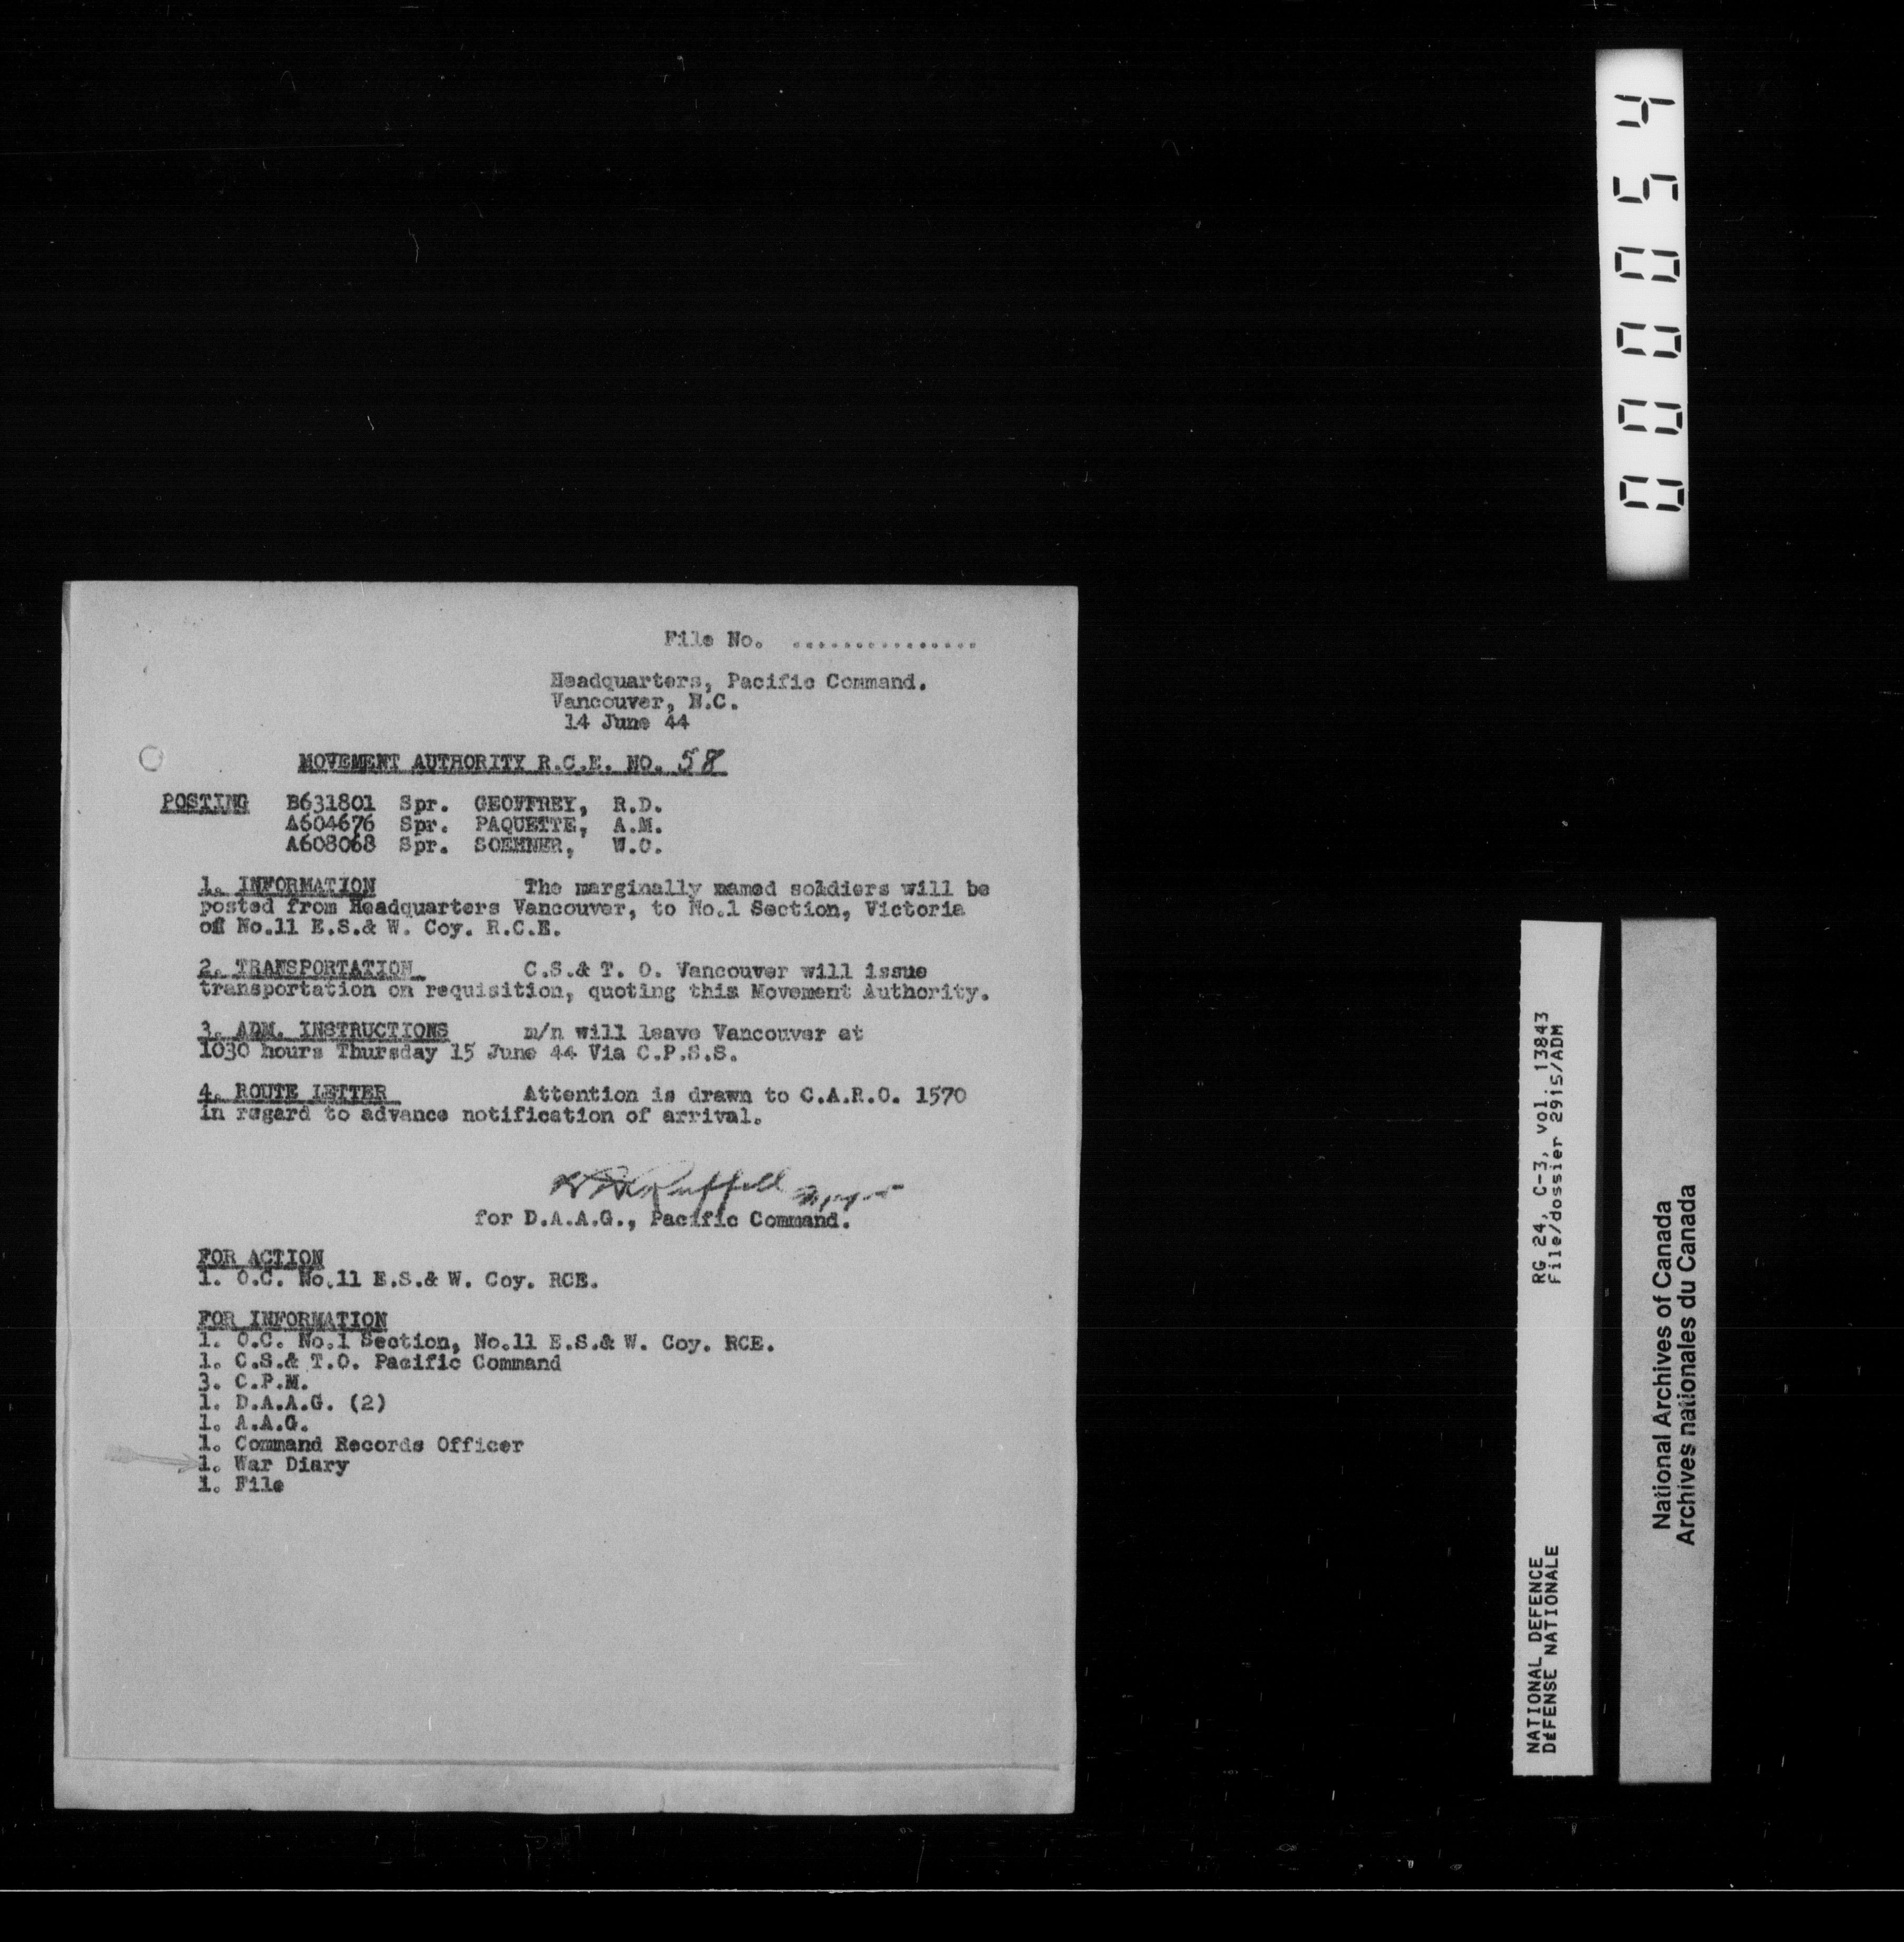 File No. ...............
Headquarters, Pacific Command.
Vancouver, B.C.
14 June 44
MOVEMENT AUTHORITY R.C.E. NO. 58
POSTING B631801 Spr. GEOFFREY, R.D.
A604676 Spr. PAQUETTE, A.M.
A608068 Spr. SOEHNER, W.C.
1. INFORMATION The marginally named soldiers will be
posted from Headquarters Vancouver, to No.1 Section, Victoria
of No.11 E.S.& W. Coy. R.C.E.
2. TRANSPORTATION C.S.& T. O. Vancouver will issue
transportation on requisition, quoting this Movement Authority.
3. ADM. INSTRUCTIONS m/n will leave Vancouver at
1030 hours Thursday 15 June 44 Via C.P.S.S.
4. ROUTE LETTER Attention is drawn to C.A.R.O. 1570
in regard to advance notification of arrival.
for D.A.A.G., Pacific Command.
FOR ACTION
1. O.C. No.11 E.S.& W. Coy. RCE.
FOR INFORMATION
1. O.C. No.1 Section, No.11 E.S.& W. Coy. RCE.
1. C.S.& T.O. Pacific Command
3. C.P.M.
1. D.A.A.G. (2)
1. A.A.G.
1. Command Records Officer
1. War Diary
1. File
000054
NATIONAL DEFENCE RG 24, C-3, vol. 13843
DÉFENSE NATIONALE File/dossier 2915/ADM
National Archives of Canada
Archives nationales du Canada